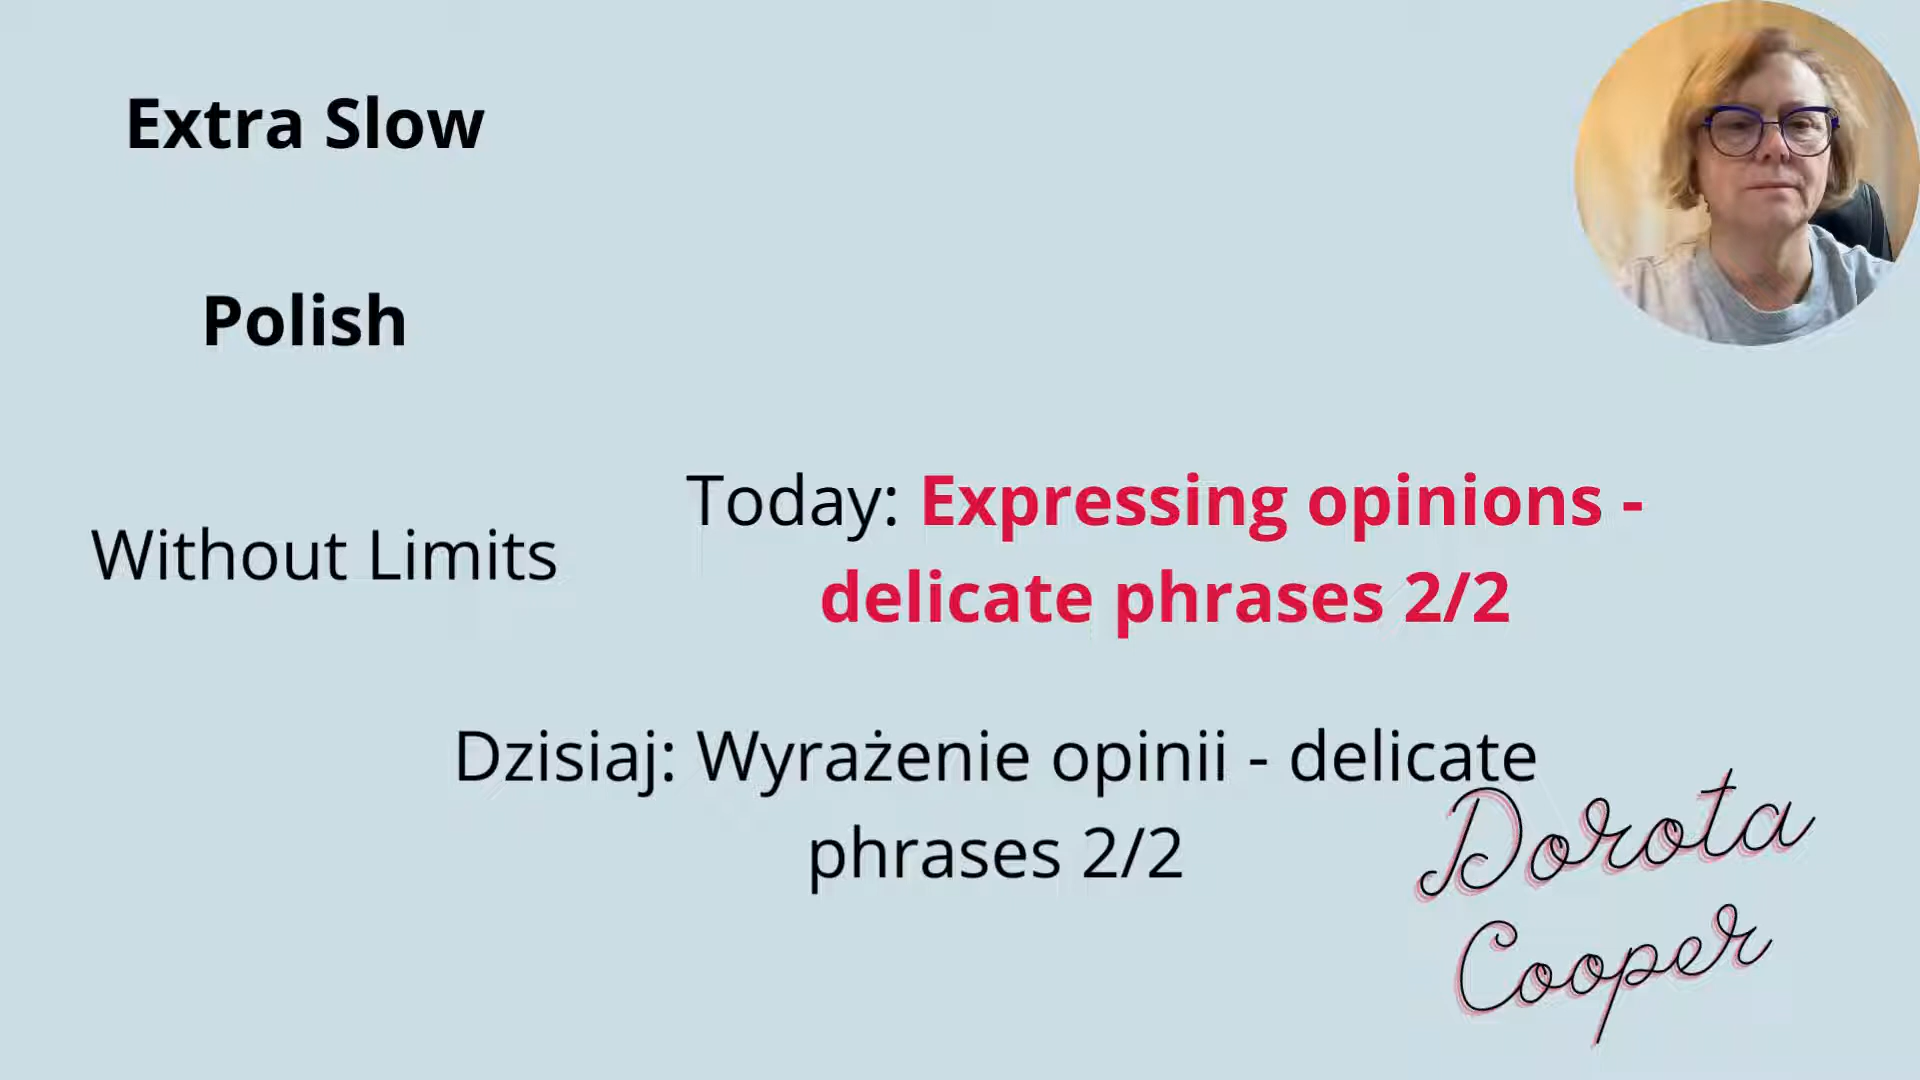 Extra Slow
Polish
Without Limits
Today: Expressing opinions -
delicate phrases 2/2
Dzisiaj: Wyrażenie opinii - delicate
phrases 2/2
Dorota
Cooper